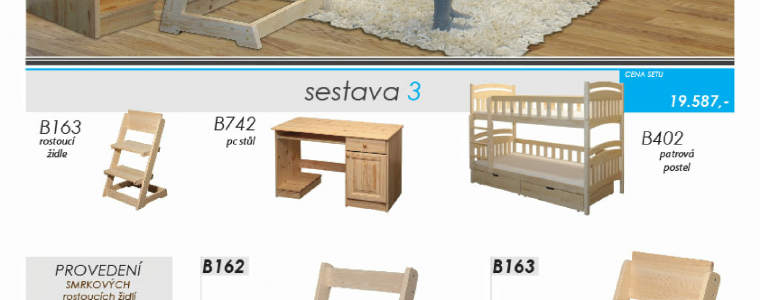 sestava 3
CENA SETU
19.587,-
B163
rostoucí
židle
B742
pc stůl
B402
patrová
postel
PROVEDENÍ
SMRKOVÝCH
rostoucích židlí
B162
B163